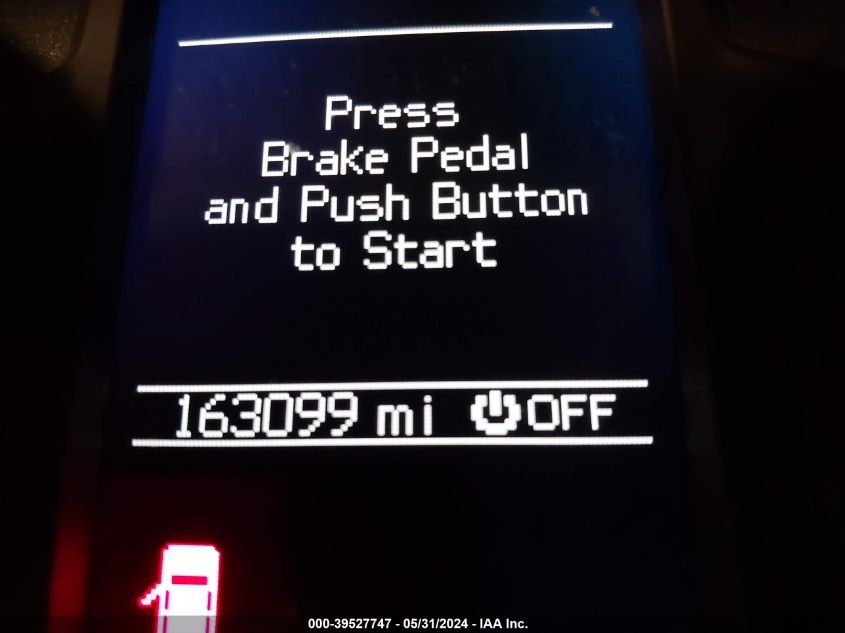 Press
Brake Pedal
and Push Button
to Start
163099 mi OFF
000-39527747 - 05/31/2024 - IAA Inc.